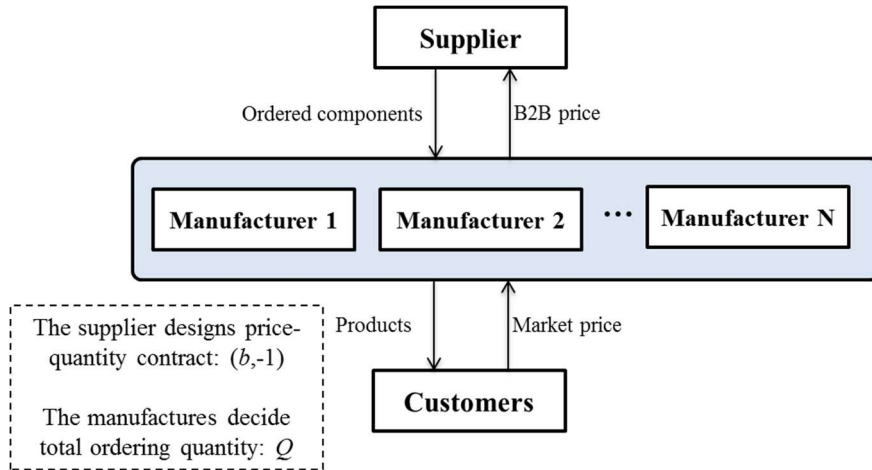 Supplier
Ordered components
B2B price
Manufacturer 1
Manufacturer 2
...
Manufacturer N
Products
Market price
Customers
The supplier designs price-
quantity contract: (b,-1)
The manufactures decide
total ordering quantity: Q